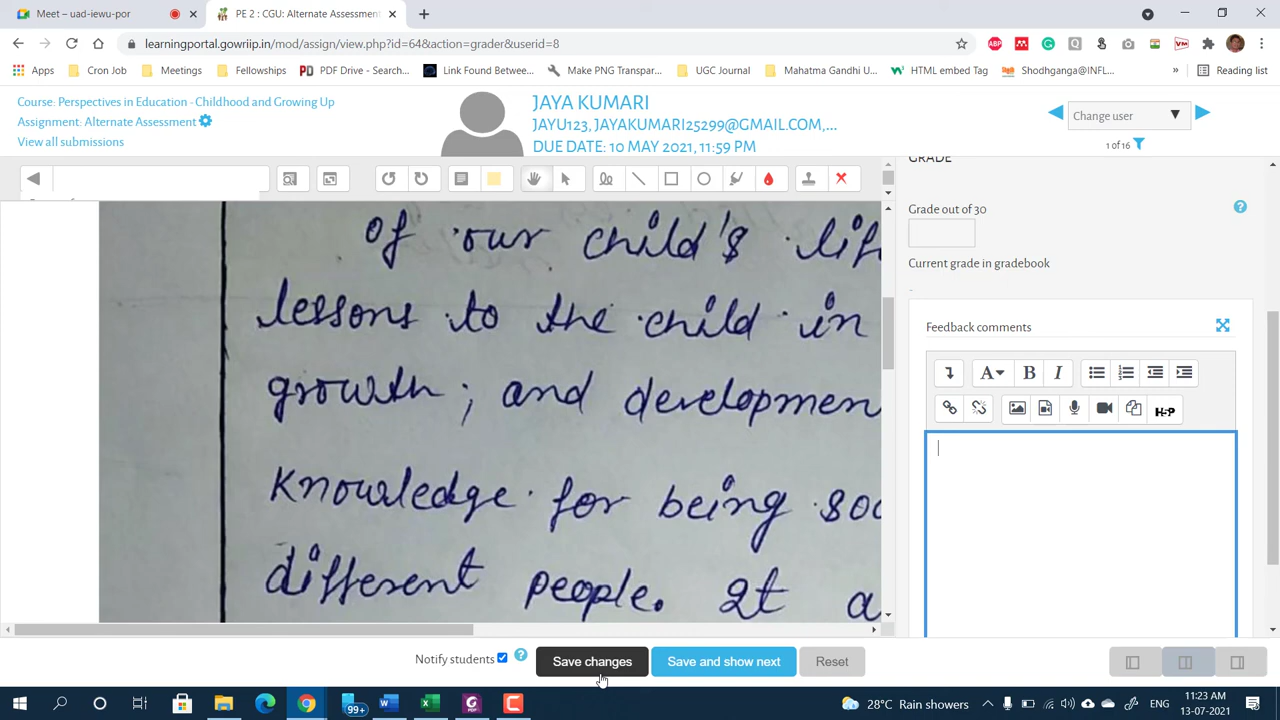 Meet – uad-iewu-por
PE 2 : CGU: Alternate Assessment
learningportal.gowriip.in/nvsd/assign/view.php?id=64&action=grader&userid=8
Apps Cron Job Meetings Fellowships PDF Drive - Search... Link Found Betwee... Make PNG Transpar... UGC Journal Mahatma Gandhi U... HTML embed Tag Shodhganga@INFL... » Reading list
Course: Perspectives in Education - Childhood and Growing Up
Assignment: Alternate Assessment
View all submissions
JAYA KUMARI
JAYU123, JAYAKUMARI25299@GMAIL.COM,...
DUE DATE: 10 MAY 2021, 11:59 PM
Change user
1 of 16
of our child's lif
lessons to the child in
growth; and developmen
knowledge for being soc
different people. It a
GRADE
Grade out of 30
Current grade in gradebook
-
Feedback comments
A B I
H-P
Notify students
Save changes
Save and show next
Reset
99+
28°C Rain showers
ENG
11:23 AM
13-07-2021